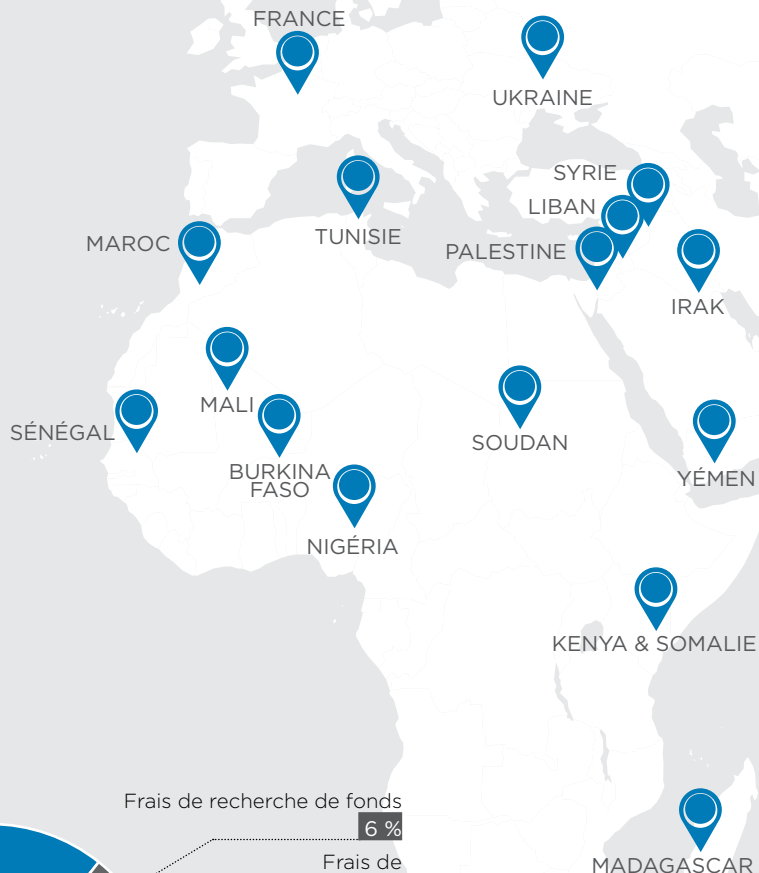 FRANCE
UKRAINE
SYRIE
LIBAN
MAROC
TUNISIE
PALESTINE
IRAK
MALI
SÉNÉGAL
SOUDAN
BURKINA
FASO
YÉMEN
NIGÉRIA
KENYA & SOMALIE
Frais de recherche de fonds
6 %
Frais de
MADAGASCAR